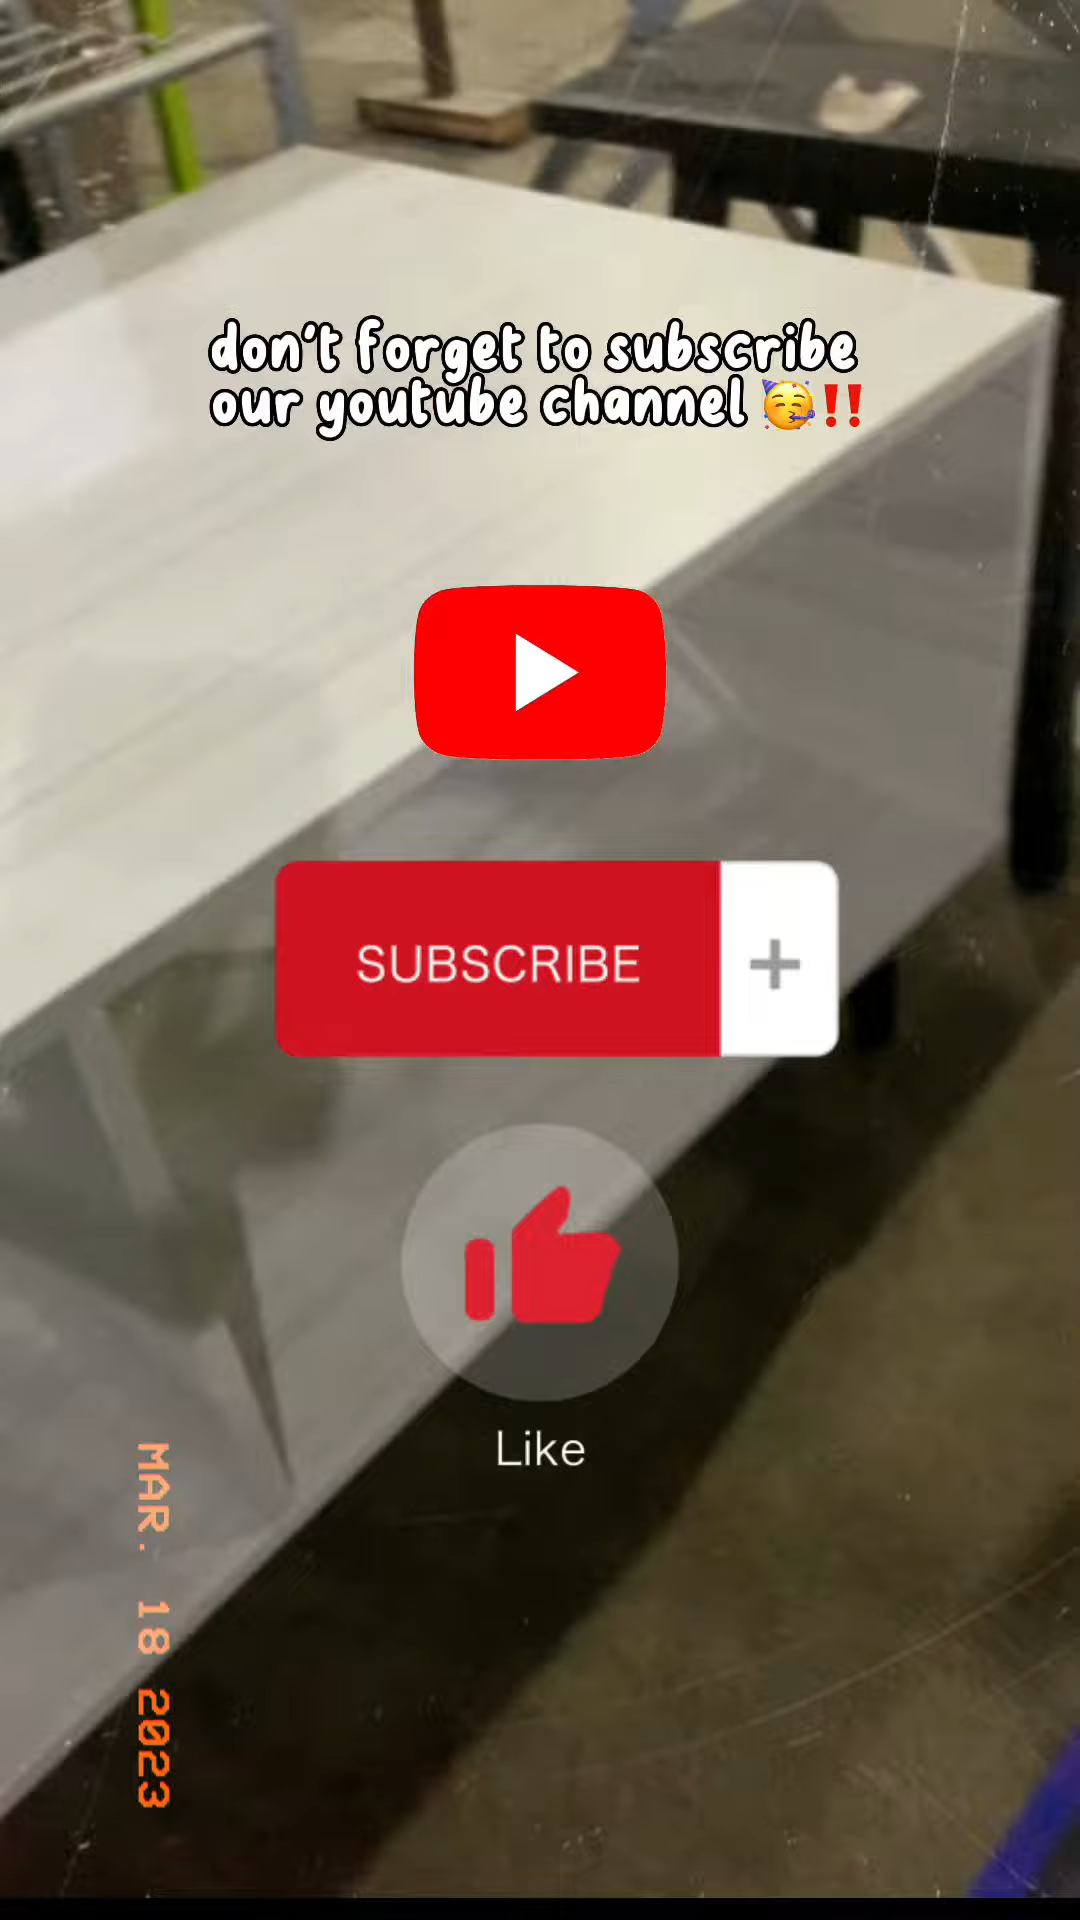 don't forget to subscribe
our youtube channel 🥳‼️
SUBSCRIBE
Like
MAR. 18 2023